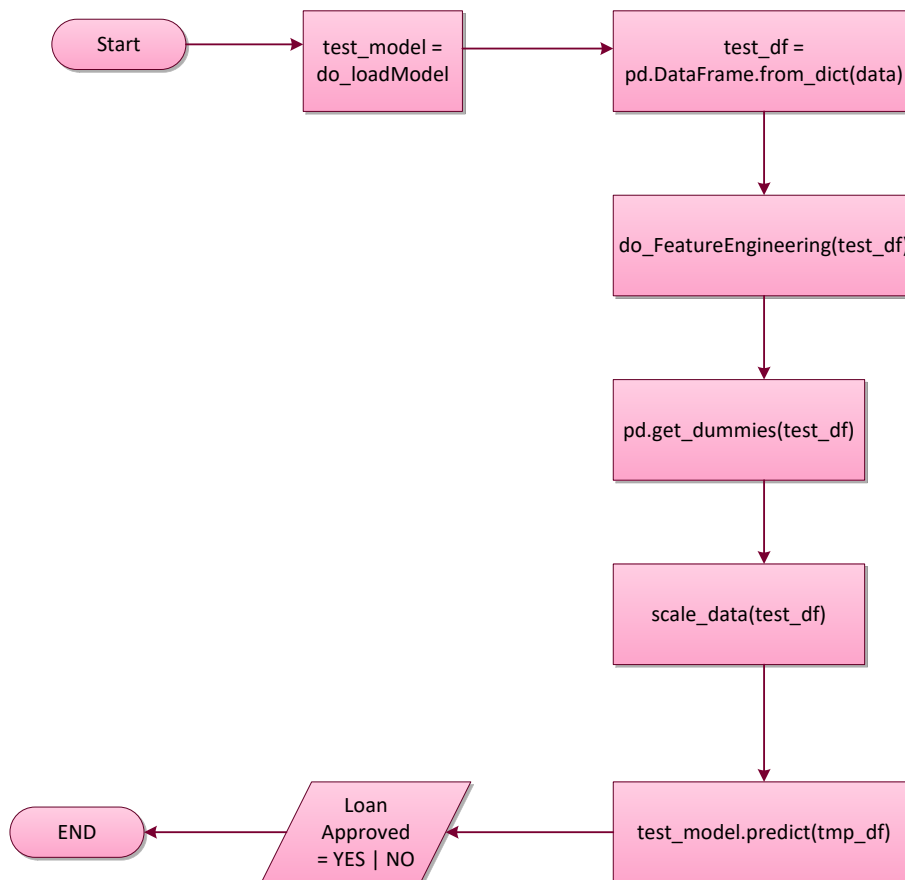 Start
test_model =
do_loadModel
test_df =
pd.DataFrame.from_dict(data)
do_FeatureEngineering(test_df)
pd.get_dummies(test_df)
scale_data(test_df)
test_model.predict(tmp_df)
Loan
Approved
= YES | NO
END